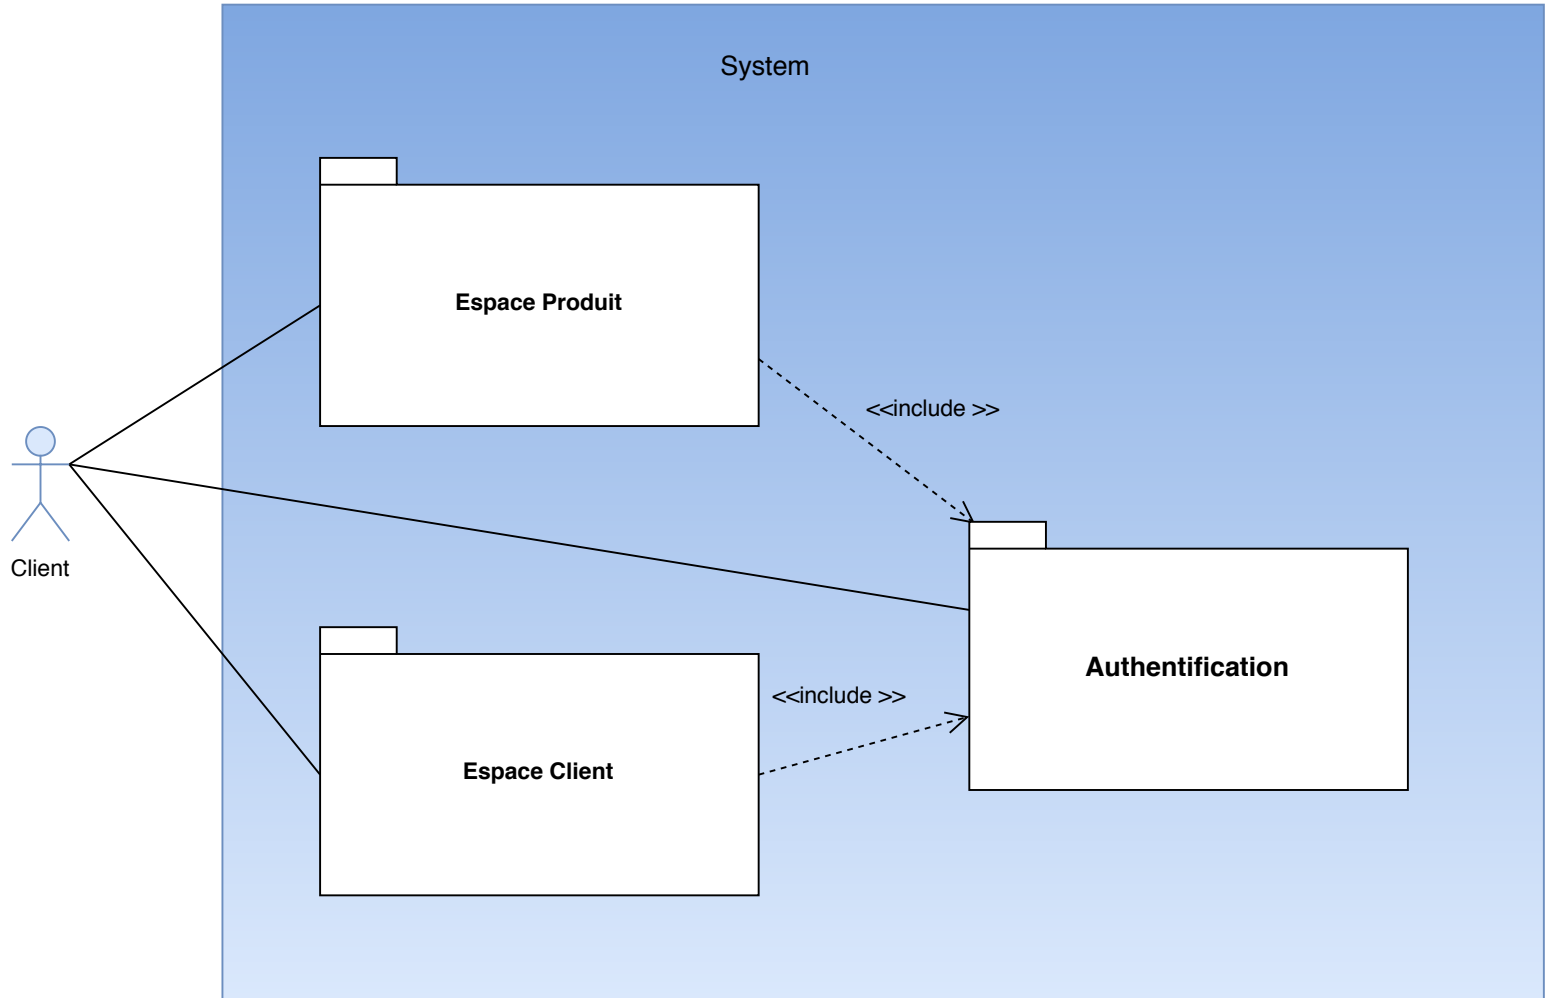 System
Espace Produit
<<include >>
Client
Authentification
<<include >>
Espace Client